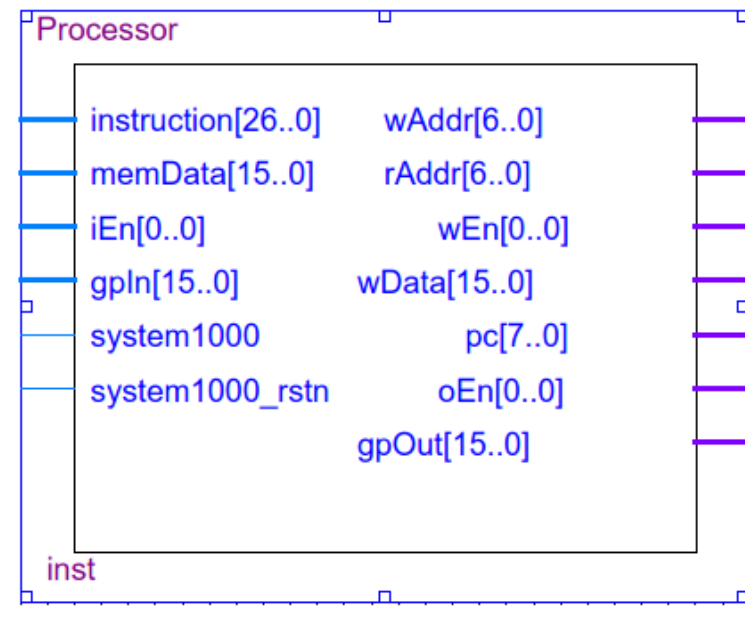 Processor
instruction[26..0] wAddr[6..0]
memData[15..0] rAddr[6..0]
iEn[0..0] wEn[0..0]
gpIn[15..0] wData[15..0]
system1000 pc[7..0]
system1000_rstn oEn[0..0]
gpOut[15..0]
inst